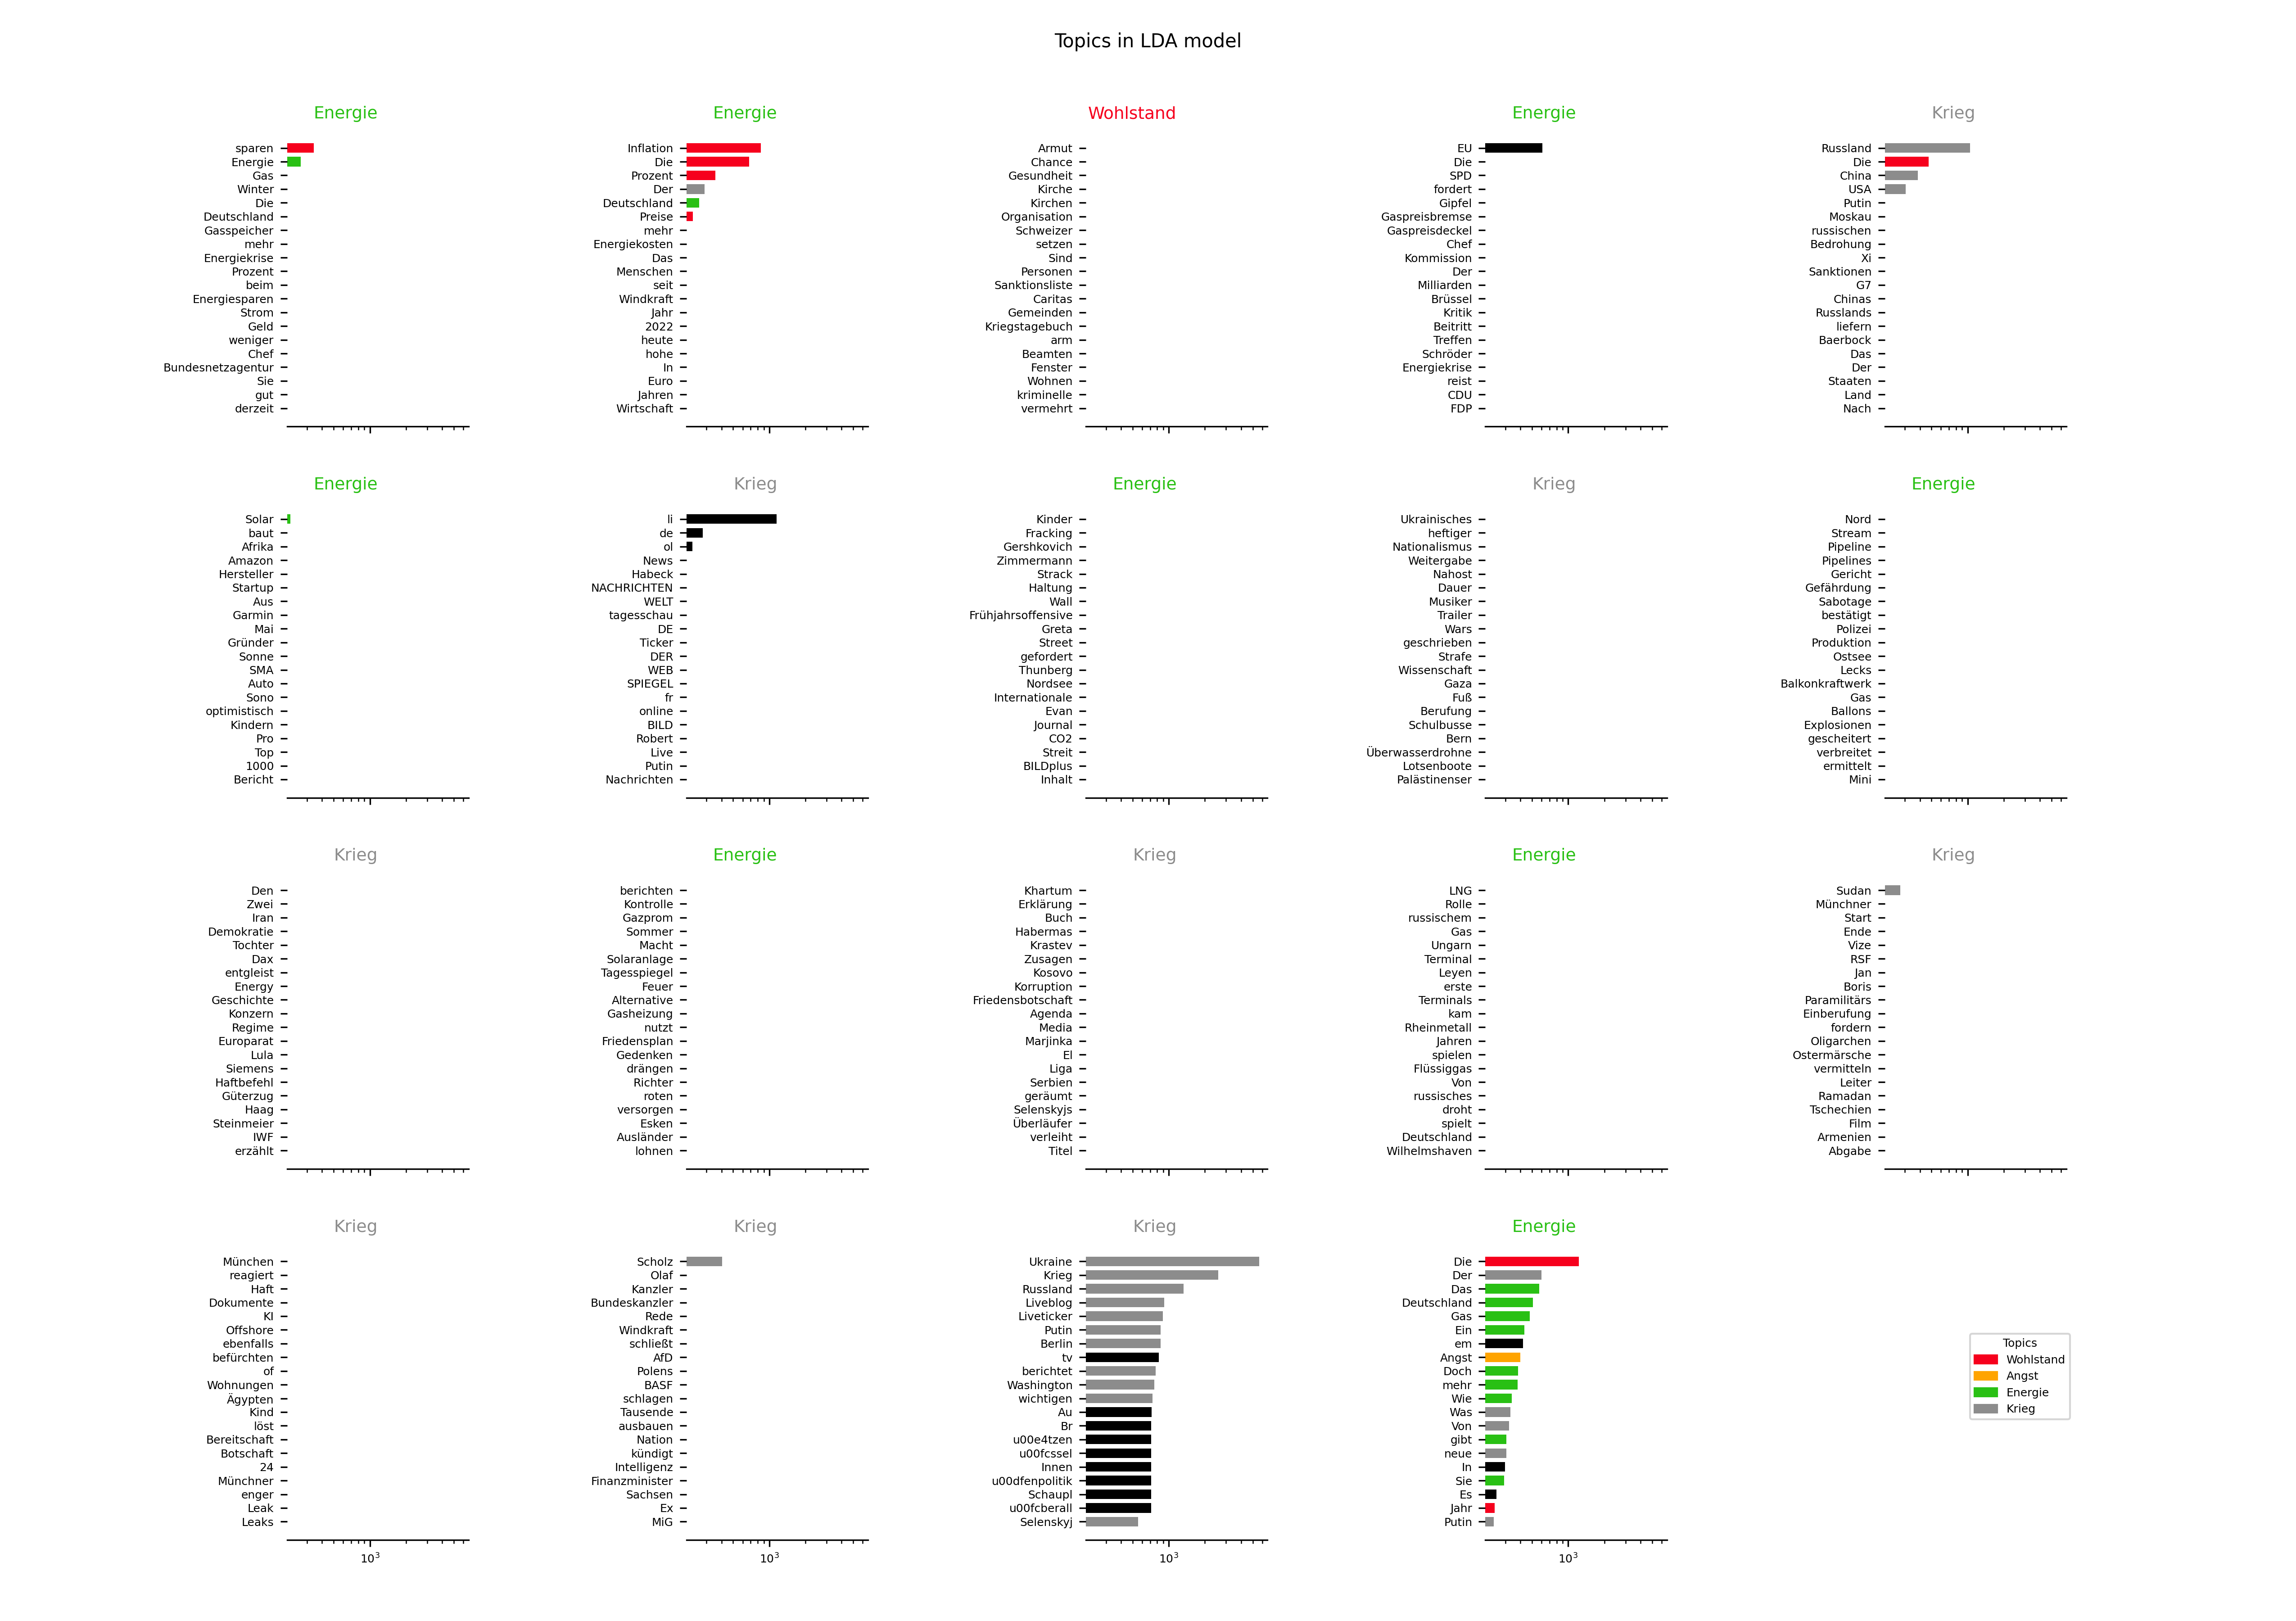 Topics in LDA model
Energie
sparen
Energie
Gas
Winter
Die
Deutschland
Gasspeicher
mehr
Energiekrise
Prozent
beim
Energiesparen
Strom
Geld
weniger
Chef
Bundesnetzagentur
Sie
gut
derzeit
Energie
Inflation
Die
Prozent
Der
Deutschland
Preise
mehr
Energiekosten
Das
Menschen
seit
Windkraft
Jahr
2022
heute
hohe
In
Euro
Jahren
Wirtschaft
Wohlstand
Armut
Chance
Gesundheit
Kirche
Kirchen
Organisation
Schweizer
setzen
Sind
Personen
Sanktionsliste
Caritas
Gemeinden
Kriegstagebuch
arm
Beamten
Fenster
Wohnen
kriminelle
vermehrt
Energie
EU
Die
SPD
fordert
Gipfel
Gaspreisbremse
Gaspreisdeckel
Chef
Kommission
Der
Milliarden
Brüssel
Kritik
Beitritt
Treffen
Schröder
Energiekrise
reist
CDU
FDP
Krieg
Russland
Die
China
USA
Putin
Moskau
russischen
Bedrohung
Xi
Sanktionen
G7
Chinas
Russlands
liefern
Baerbock
Das
Der
Staaten
Land
Nach
Energie
Solar
baut
Afrika
Amazon
Hersteller
Startup
Aus
Garmin
Mai
Gründer
Sonne
SMA
Auto
Sono
optimistisch
Kindern
Pro
Top
1000
Bericht
Krieg
li
de
ol
News
Habeck
NACHRICHTEN
WELT
tagesschau
DE
Ticker
DER
WEB
SPIEGEL
fr
online
BILD
Robert
Live
Putin
Nachrichten
Energie
Kinder
Fracking
Gershkovich
Zimmermann
Strack
Haltung
Wall
Frühjahrsoffensive
Greta
Street
gefordert
Thunberg
Nordsee
Internationale
Evan
Journal
CO2
Streit
BILDplus
Inhalt
Krieg
Ukrainisches
heftiger
Nationalismus
Weitergabe
Nahost
Dauer
Musiker
Trailer
Wars
geschrieben
Strafe
Wissenschaft
Gaza
Fuß
Berufung
Schulbusse
Bern
Überwasserdrohne
Lotsenboote
Palästinenser
Energie
Nord
Stream
Pipeline
Pipelines
Gericht
Gefährdung
Sabotage
bestätigt
Polizei
Produktion
Ostsee
Lecks
Balkonkraftwerk
Gas
Ballons
Explosionen
gescheitert
verbreitet
ermittelt
Mini
Krieg
Den
Zwei
Iran
Demokratie
Tochter
Dax
entgleist
Energy
Geschichte
Konzern
Regime
Europarat
Lula
Siemens
Haftbefehl
Güterzug
Haag
Steinmeier
IWF
erzählt
Energie
berichten
Kontrolle
Gazprom
Sommer
Macht
Solaranlage
Tagesspiegel
Feuer
Alternative
Gasheizung
nutzt
Friedensplan
Gedenken
drängen
Richter
roten
versorgen
Esken
Ausländer
lohnen
Krieg
Khartum
Erklärung
Buch
Habermas
Krastev
Zusagen
Kosovo
Korruption
Friedensbotschaft
Agenda
Media
Marjinka
El
Liga
Serbien
geräumt
Selenskyjs
Überläufer
verleiht
Titel
Energie
LNG
Rolle
russischem
Gas
Ungarn
Terminal
Leyen
erste
Terminals
kam
Rheinmetall
Jahren
spielen
Flüssiggas
Von
russisches
droht
spielt
Deutschland
Wilhelmshaven
Krieg
Sudan
Münchner
Start
Ende
Vize
RSF
Jan
Boris
Paramilitärs
Einberufung
fordern
Oligarchen
Ostermärsche
vermitteln
Leiter
Ramadan
Tschechien
Film
Armenien
Abgabe
Krieg
München
reagiert
Haft
Dokumente
KI
Offshore
ebenfalls
befürchten
of
Wohnungen
Ägypten
Kind
löst
Bereitschaft
Botschaft
24
Münchner
enger
Leak
Leaks
10³
Krieg
Scholz
Olaf
Kanzler
Bundeskanzler
Rede
Windkraft
schließt
AfD
Polens
BASF
schlagen
Tausende
ausbauen
Nation
kündigt
Intelligenz
Finanzminister
Sachsen
Ex
MiG
10³
Krieg
Ukraine
Krieg
Russland
Liveblog
Liveticker
Putin
Berlin
tv
berichtet
Washington
wichtigen
Au
Br
u00e4tzen
u00fcssel
Innen
u00dfenpolitik
Schaupl
u00fcberall
Selenskyj
10³
Energie
Die
Der
Das
Deutschland
Gas
Ein
em
Angst
Doch
mehr
Wie
Was
Von
gibt
neue
In
Sie
Es
Jahr
Putin
10³
Topics
Wohlstand
Angst
Energie
Krieg